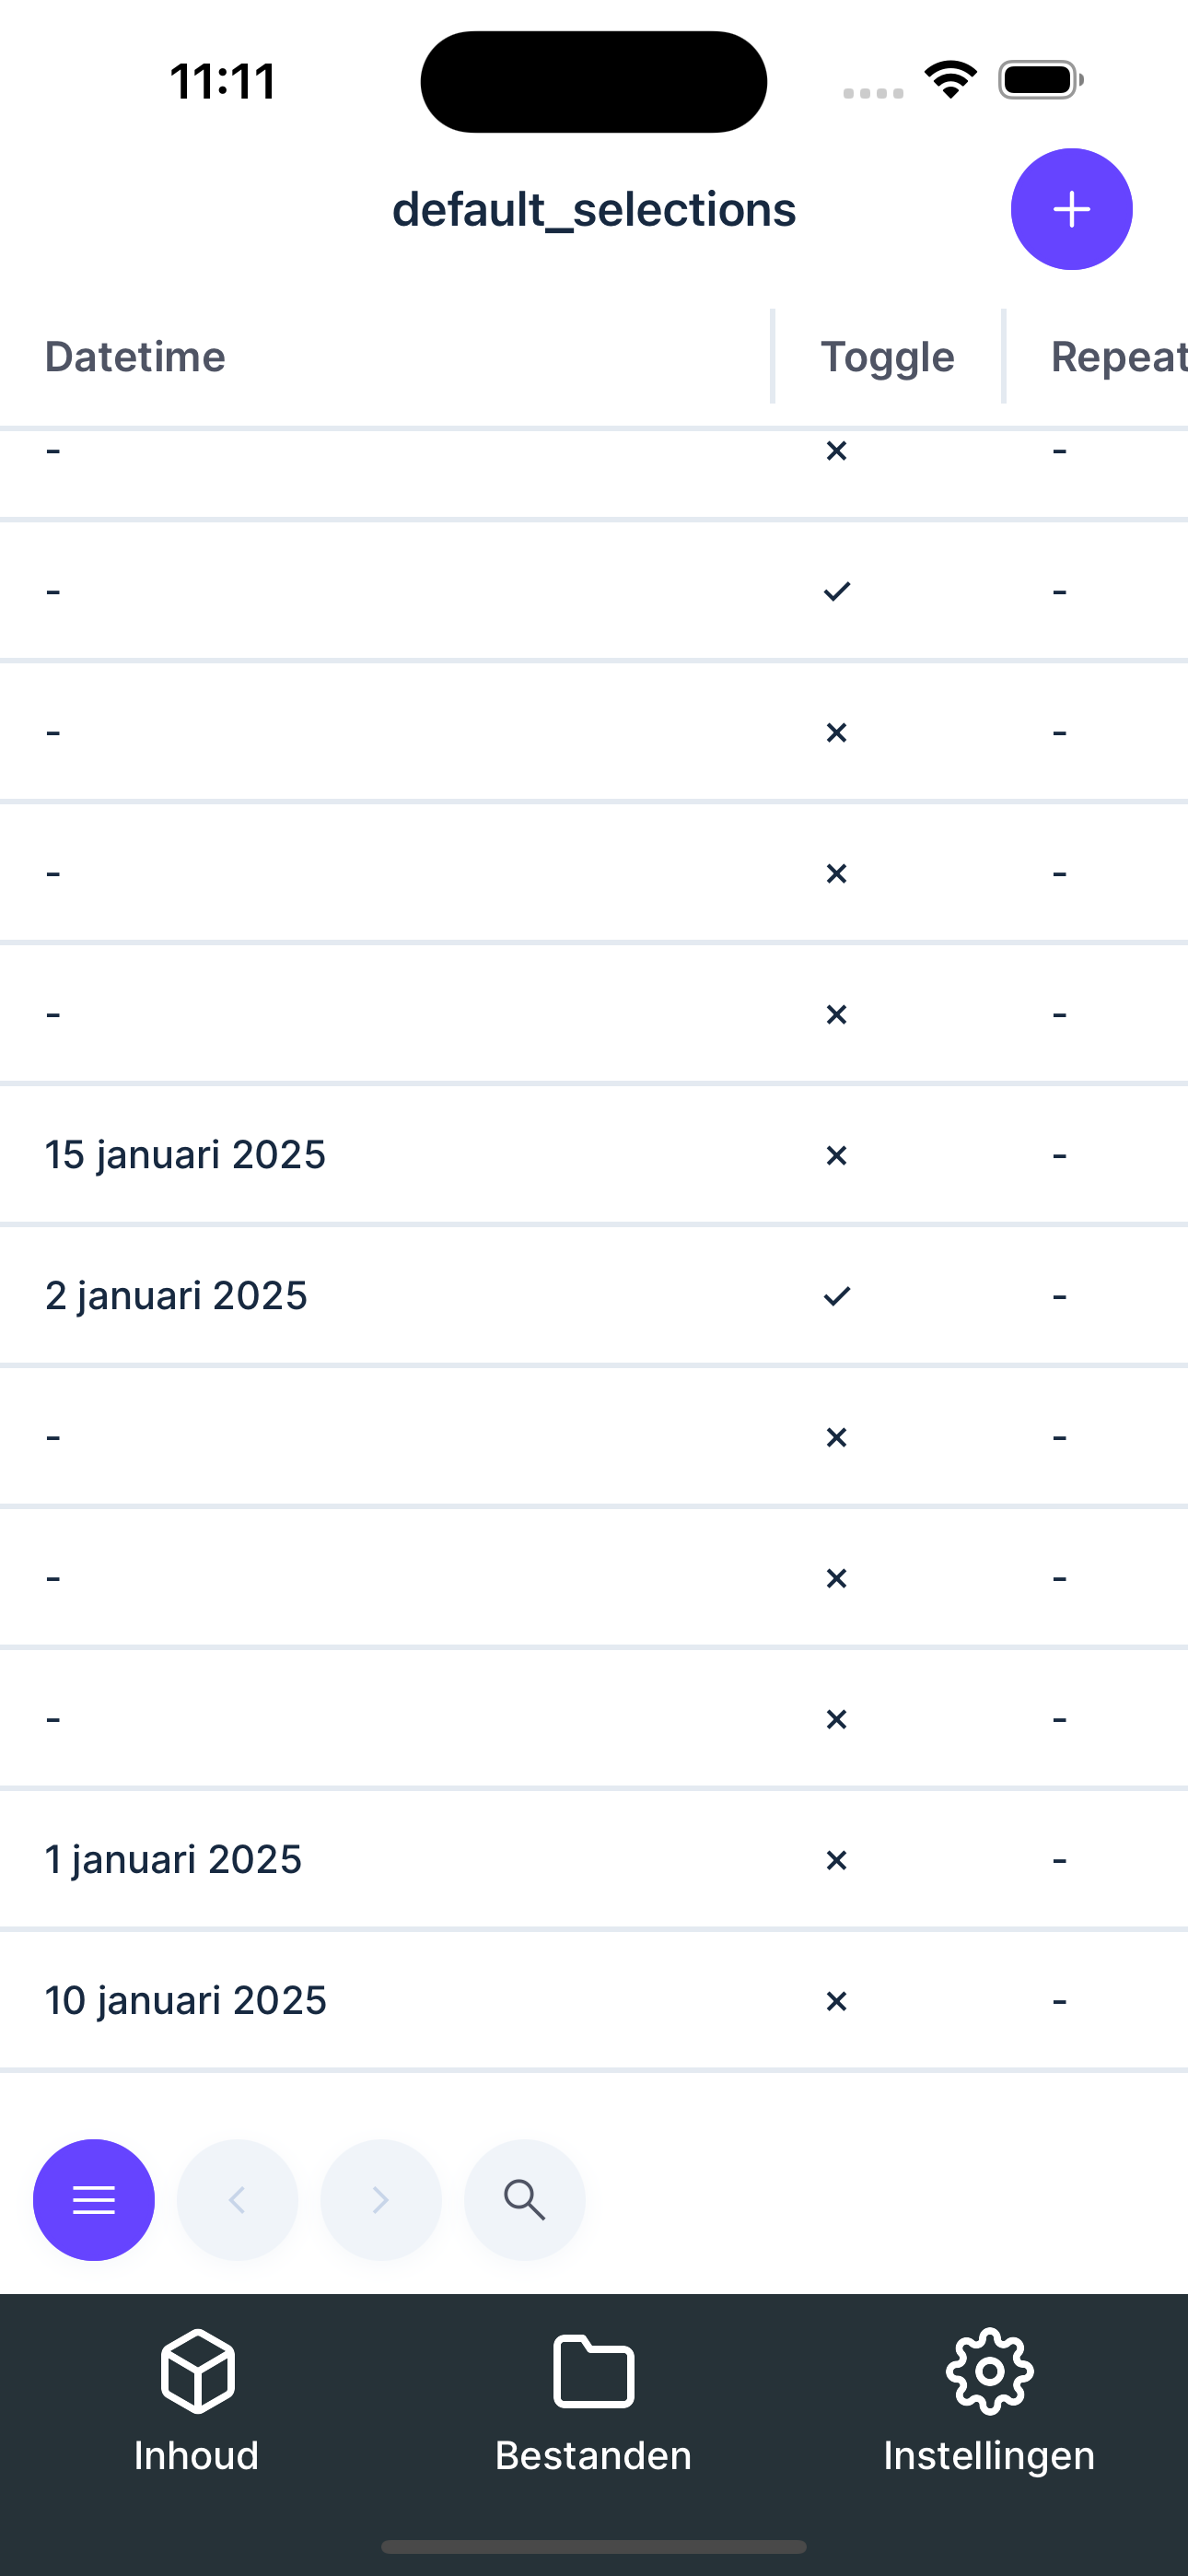 11:11
default_selections
Datetime Toggle Repeat
- × -
- ✓ -
- × -
- × -
- × -
15 januari 2025 × -
2 januari 2025 ✓ -
- × -
- × -
- × -
1 januari 2025 × -
10 januari 2025 × -
Inhoud Bestanden Instellingen